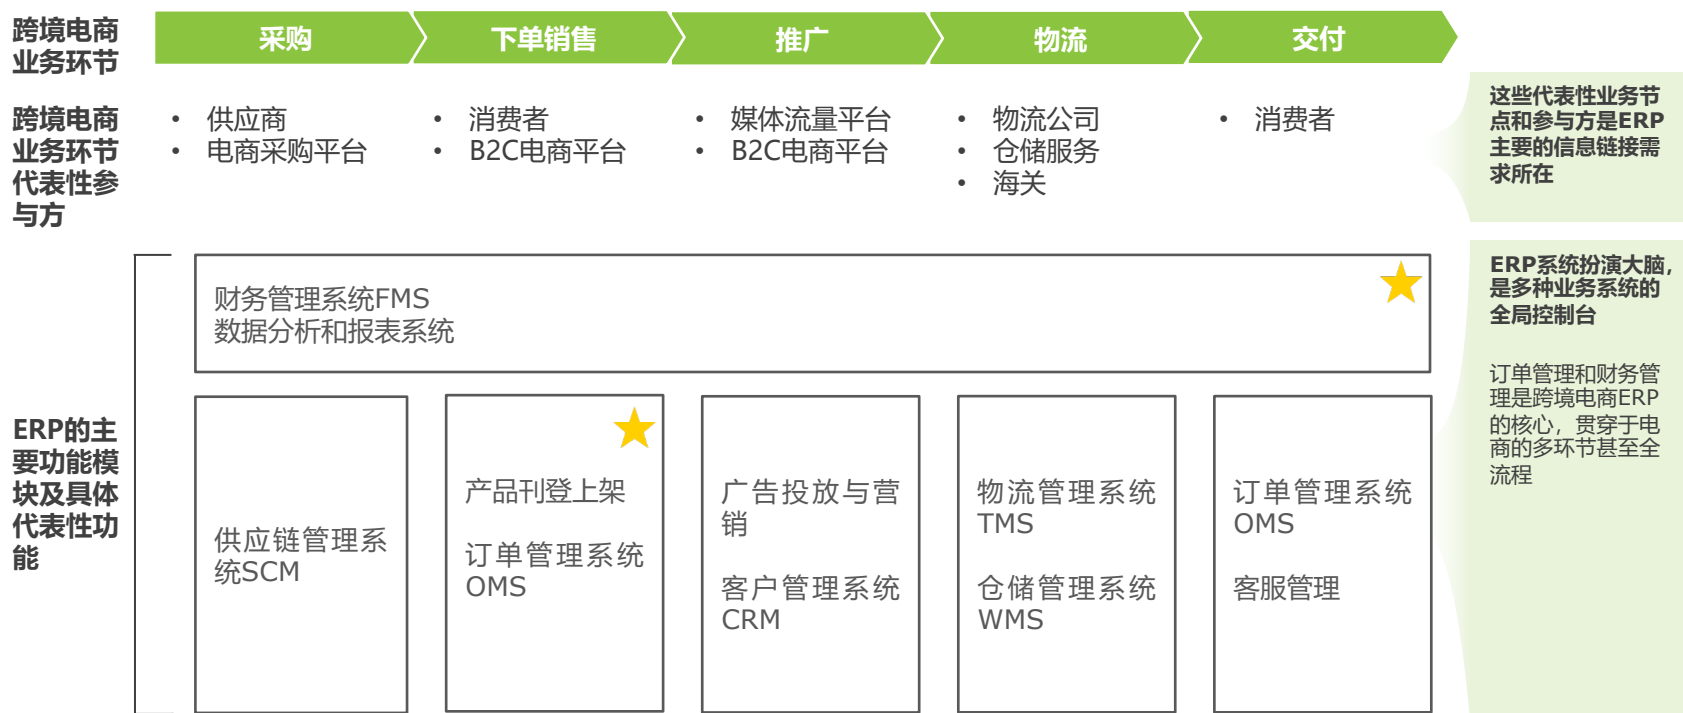 跨境电商
业务环节
采购
下单销售
推广
物流
交付
跨境电商
业务环节
代表性参
与方
• 供应商
• 电商采购平台
• 消费者
• B2C电商平台
• 媒体流量平台
• B2C电商平台
• 物流公司
• 仓储服务
• 海关
• 消费者
这些代表性业务节
点和参与方是ERP
主要的信息链接需
求所在
ERP的主
要功能模
块及具体
代表性功
能
财务管理系统FMS
数据分析和报表系统
供应链管理系
统SCM
产品刊登上架
订单管理系统
OMS
广告投放与营
销
客户管理系统
CRM
物流管理系统
TMS
仓储管理系统
WMS
订单管理系统
OMS
客服管理
ERP系统扮演大脑,
是多种业务系统的
全局控制台
订单管理和财务管
理是跨境电商ERP
的核心，贯穿于电
商的多环节甚至全
流程